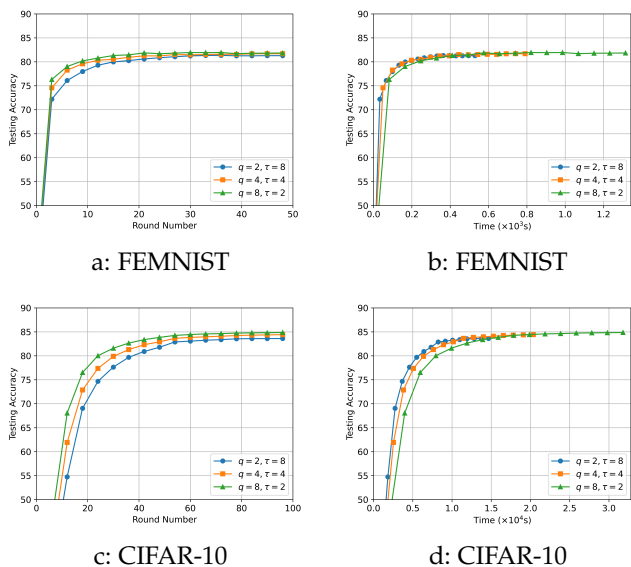 90
85
80
75
70
65
60
55
50
Testing Accuracy
0 10 20 30 40 50
Round Number
q = 2, τ = 8
q = 4, τ = 4
q = 8, τ = 2
a: FEMNIST
90
85
80
75
70
65
60
55
50
Testing Accuracy
0.0 0.2 0.4 0.6 0.8 1.0 1.2
Time (×10³s)
q = 2, τ = 8
q = 4, τ = 4
q = 8, τ = 2
b: FEMNIST
90
85
80
75
70
65
60
55
50
Testing Accuracy
0 20 40 60 80 100
Round Number
q = 2, τ = 8
q = 4, τ = 4
q = 8, τ = 2
c: CIFAR-10
90
85
80
75
70
65
60
55
50
Testing Accuracy
0.0 0.5 1.0 1.5 2.0 2.5 3.0
Time (×10⁴s)
q = 2, τ = 8
q = 4, τ = 4
q = 8, τ = 2
d: CIFAR-10